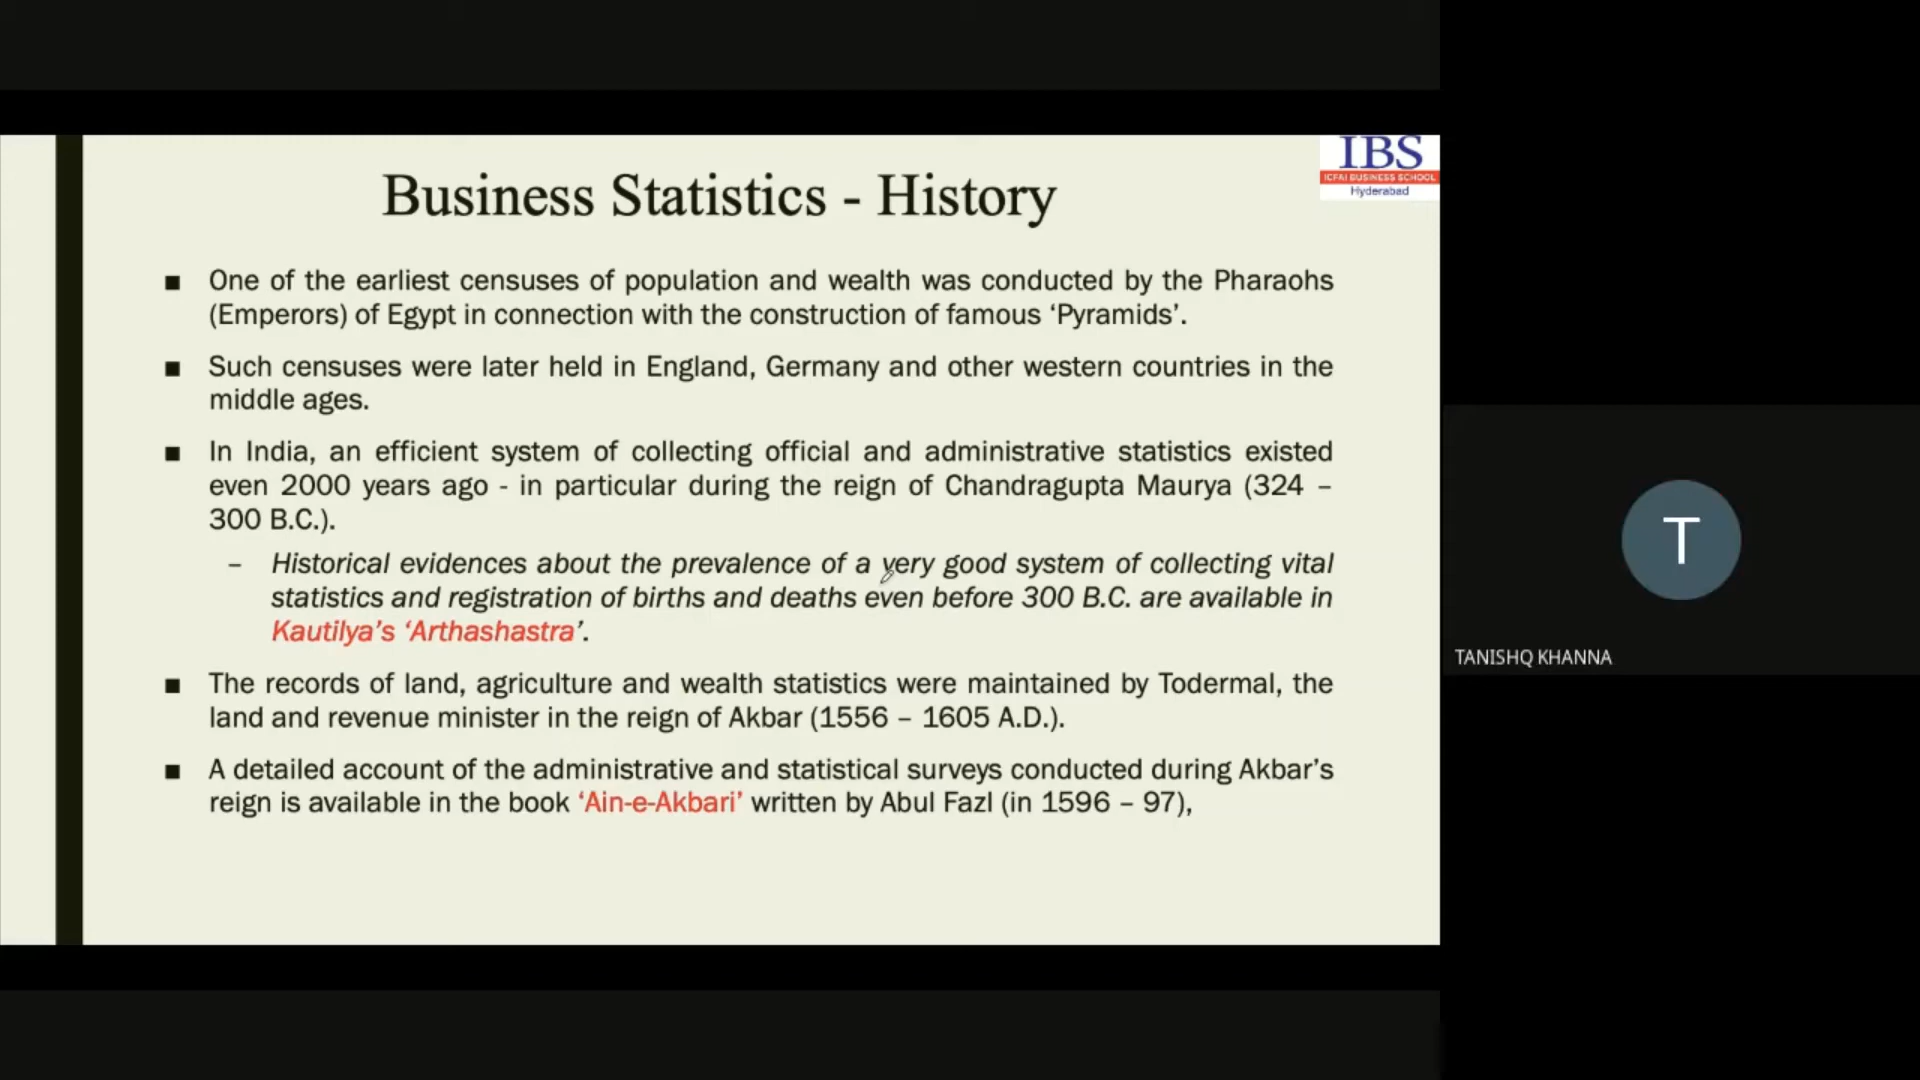 IBS
ICFAI BUSINESS SCHOOL
Hyderabad
Business Statistics - History
■ One of the earliest censuses of population and wealth was conducted by the Pharaohs
(Emperors) of Egypt in connection with the construction of famous ‘Pyramids’.
■ Such censuses were later held in England, Germany and other western countries in the
middle ages.
■ In India, an efficient system of collecting official and administrative statistics existed
even 2000 years ago - in particular during the reign of Chandragupta Maurya (324 –
300 B.C.).
– Historical evidences about the prevalence of a very good system of collecting vital
statistics and registration of births and deaths even before 300 B.C. are available in
Kautilya’s ‘Arthashastra’.
■ The records of land, agriculture and wealth statistics were maintained by Todermal, the
land and revenue minister in the reign of Akbar (1556 – 1605 A.D.).
■ A detailed account of the administrative and statistical surveys conducted during Akbar’s
reign is available in the book ‘Ain-e-Akbari’ written by Abul Fazl (in 1596 – 97),
T
TANISHQ KHANNA